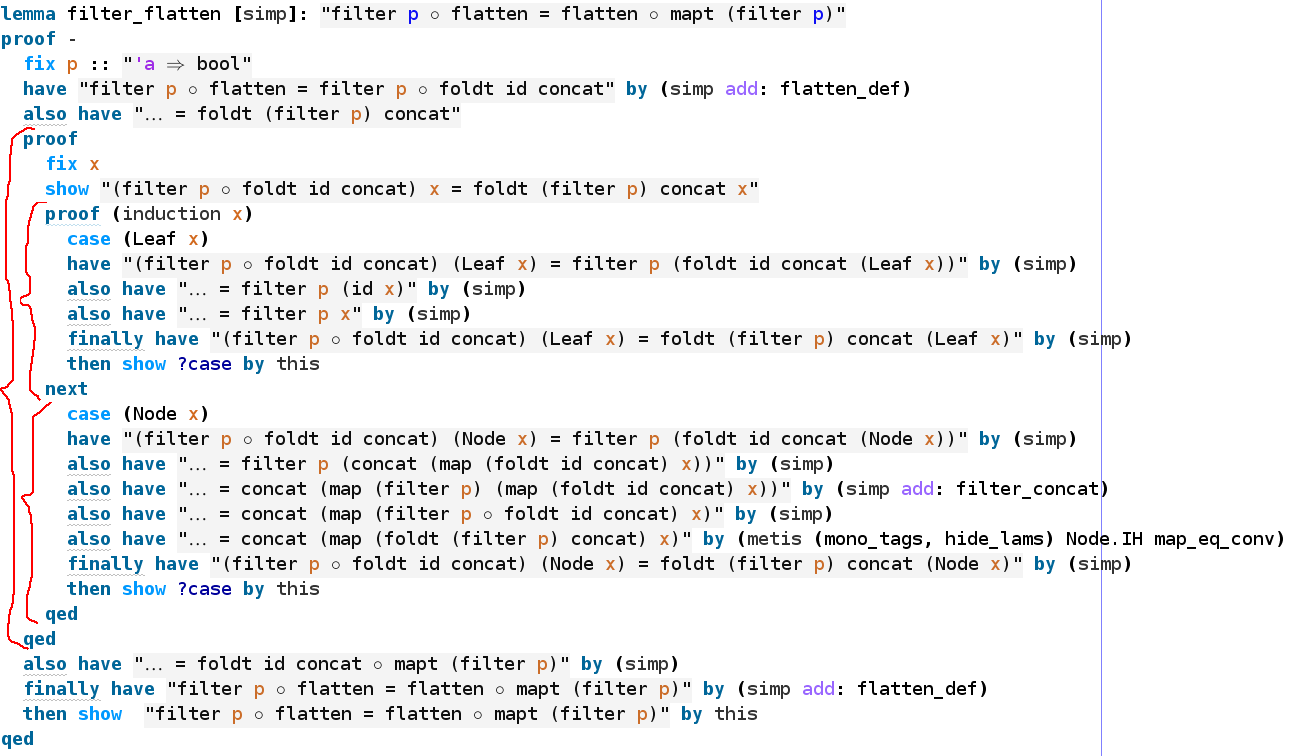 lemma filter_flatten [simp]: "filter p ∘ flatten = flatten ∘ mapt (filter p)"
proof -
fix p :: "'a ⇒ bool"
have "filter p ∘ flatten = filter p ∘ foldt id concat" by (simp add: flatten_def)
also have "... = foldt (filter p) concat"
proof
fix x
show "(filter p ∘ foldt id concat) x = foldt (filter p) concat x"
proof (induction x)
case (Leaf x)
have "(filter p ∘ foldt id concat) (Leaf x) = filter p (foldt id concat (Leaf x))" by (simp)
also have "... = filter p (id x)" by (simp)
also have "... = filter p x" by (simp)
finally have "(filter p ∘ foldt id concat) (Leaf x) = foldt (filter p) concat (Leaf x)" by (simp)
then show ?case by this
next
case (Node x)
have "(filter p ∘ foldt id concat) (Node x) = filter p (foldt id concat (Node x))" by (simp)
also have "... = filter p (concat (map (foldt id concat) x))" by (simp)
also have "... = concat (map (filter p) (map (foldt id concat) x))" by (simp add: filter_concat)
also have "... = concat (map (filter p ∘ foldt id concat) x)" by (simp)
also have "... = concat (map (foldt (filter p) concat) x)" by (metis (mono_tags, hide_lams) Node.IH map_eq_conv)
finally have "(filter p ∘ foldt id concat) (Node x) = foldt (filter p) concat (Node x)" by (simp)
then show ?case by this
qed
qed
also have "... = foldt id concat ∘ mapt (filter p)" by (simp)
finally have "filter p ∘ flatten = flatten ∘ mapt (filter p)" by (simp add: flatten_def)
then show "filter p ∘ flatten = flatten ∘ mapt (filter p)" by this
qed